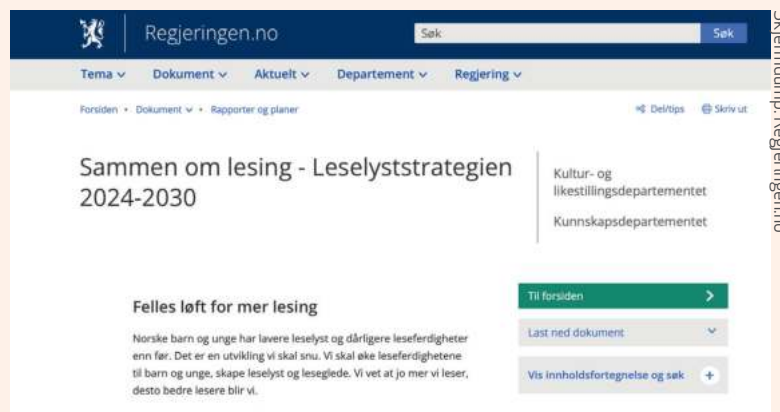 Regjeringen.no
Søk
Søk
Tema
Dokument
Aktuelt
Departement
Regjering
Forsiden • Dokument • Rapporter og planer
Del/tips
Skriv ut
Sammen om lesing - Leselyststrategien
2024-2030
Kultur- og
likestillingsdepartementet
Kunnskapsdepartementet
Felles løft for mer lesing
Norske barn og unge har lavere leselyst og dårligere leseferdigheter
enn før. Det er en utvikling vi skal snu. Vi skal øke leseferdighetene
til barn og unge, skape leselyst og leseglede. Vi vet at jo mer vi leser,
desto bedre lesere blir vi.
Til forsiden
Last ned dokument
Vis innholdsfortegnelse og søk
Skjermdump: Regjeringen.no